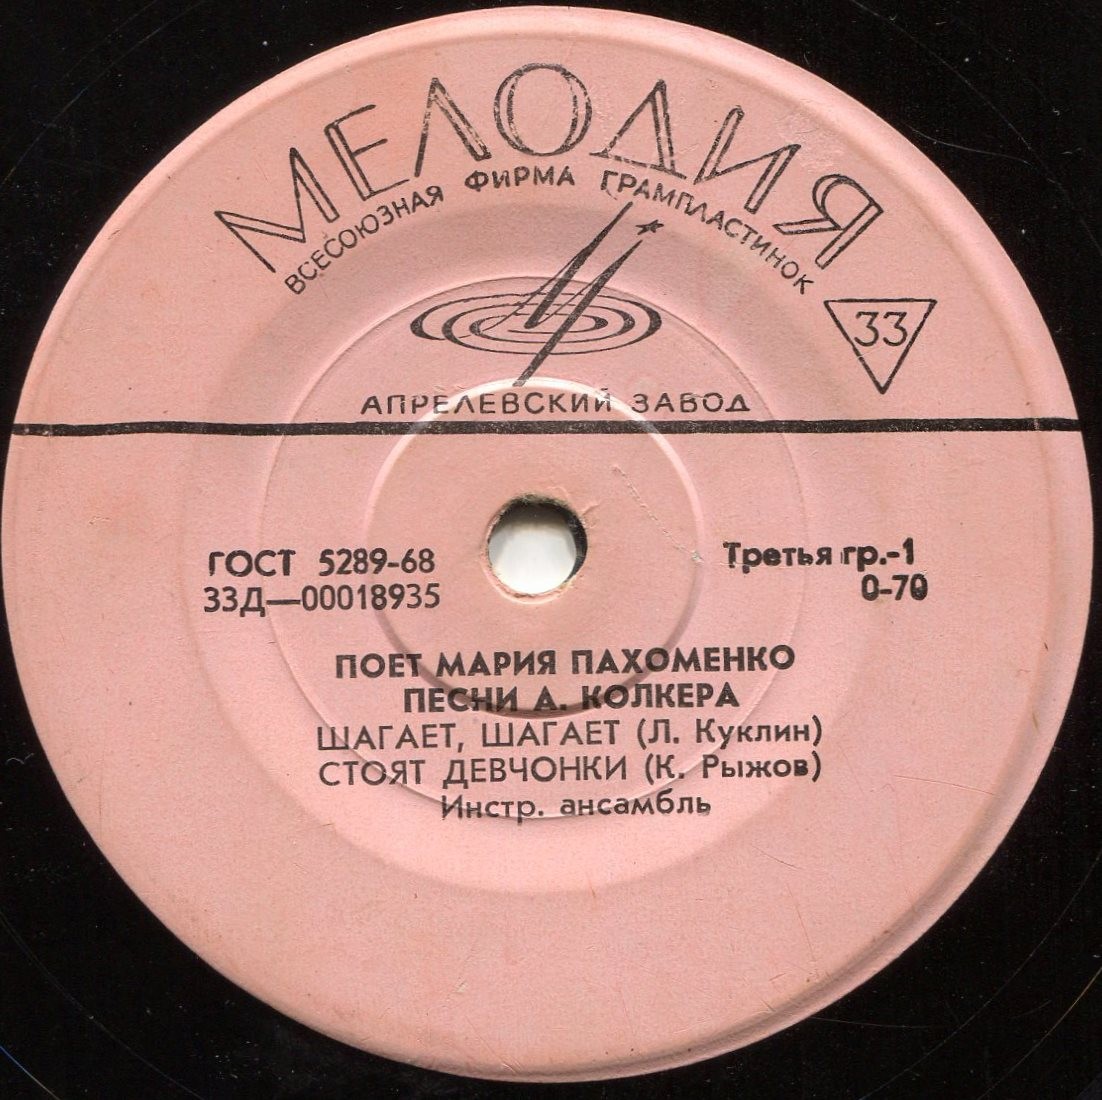 МЕЛОДИЯ
ВСЕСОЮЗНАЯ ФИРМА ГРАМПЛАСТИНОК
33
АПРЕЛЕВСКИЙ ЗАВОД
ГОСТ 5289-68
33Д—00018935
Третья гр.-1
0-70
ПОЕТ МАРИЯ ПАХОМЕНКО
ПЕСНИ А. КОЛКЕРА
ШАГАЕТ, ШАГАЕТ (Л. Куклин)
СТОЯТ ДЕВЧОНКИ (К. Рыжов)
Инстр. ансамбль